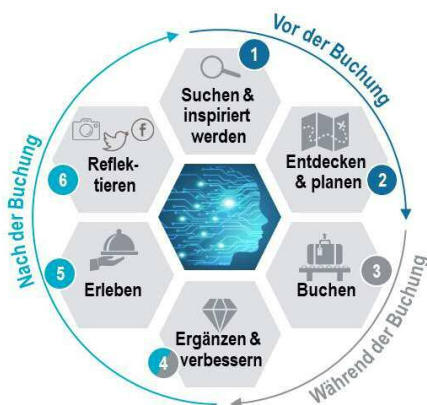 Vor der Buchung
1
Suchen &
inspiriert
werden
Entdecken
& planen
2
3
Buchen
Während der Buchung
Ergänzen &
verbessern
4
5
Erleben
Nach der Buchung
f
Reflek-
tieren
6